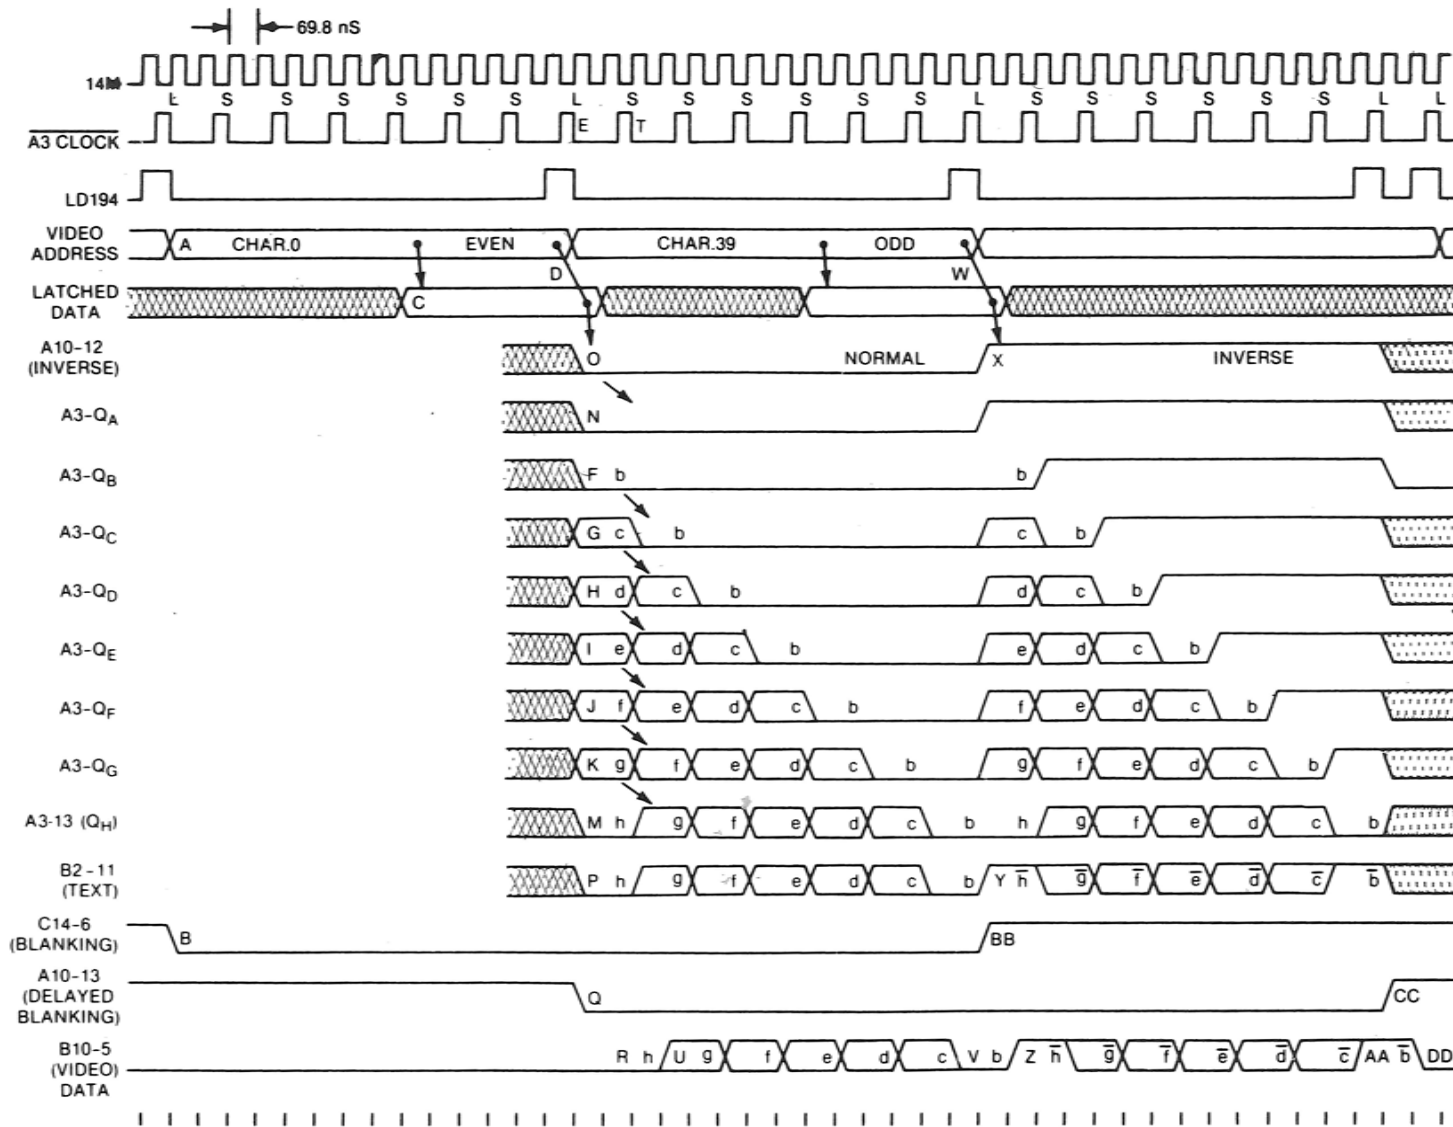 69.8 nS
14M
L S S S S S S L S S S S S S L S S S S S S L L
A3 CLOCK E T
LD194
VIDEO ADDRESS A CHAR.0 EVEN CHAR.39 ODD
D W
LATCHED DATA C
A10-12 (INVERSE) O NORMAL X INVERSE
A3-QA N
A3-QB F b b
A3-QC G c b c b
A3-QD H d c b d c b
A3-QE I e d c b e d c b
A3-QF J f e d c b f e d c b
A3-QG K g f e d c b g f e d c b
A3-13 (QH) M h g f e d c b h g f e d c b
B2-11 (TEXT) P h g f e d c b Y h̅ g̅ f̅ e̅ d̅ c̅ b̅
C14-6 (BLANKING) B BB
A10-13 (DELAYED BLANKING) Q CC
B10-5 (VIDEO) DATA R h U g f e d c V b Z h̅ g̅ f̅ e̅ d̅ c̅ AA b̅ DD